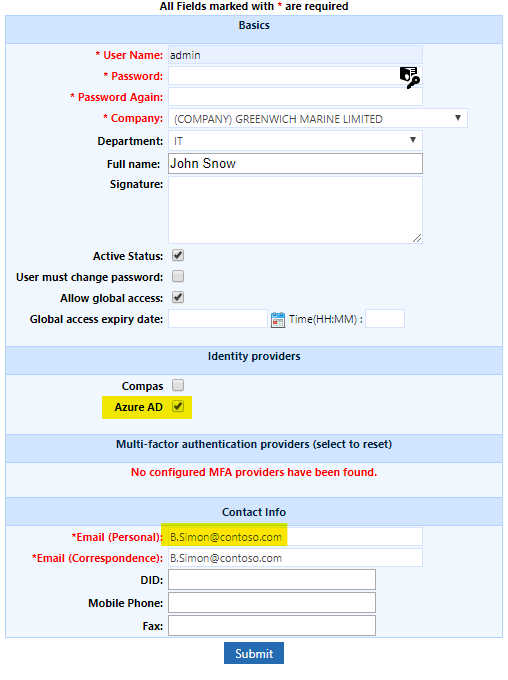 All Fields marked with * are required
Basics
* User Name: admin
* Password:
* Password Again:
* Company: (COMPANY) GREENWICH MARINE LIMITED
Department: IT
Full name: John Snow
Signature:
Active Status:
User must change password:
Allow global access:
Global access expiry date: Time(HH:MM) :
Identity providers
Compas
Azure AD
Multi-factor authentication providers (select to reset)
No configured MFA providers have been found.
Contact Info
*Email (Personal): B.Simon@contoso.com
*Email (Correspondence): B.Simon@contoso.com
DID:
Mobile Phone:
Fax:
Submit